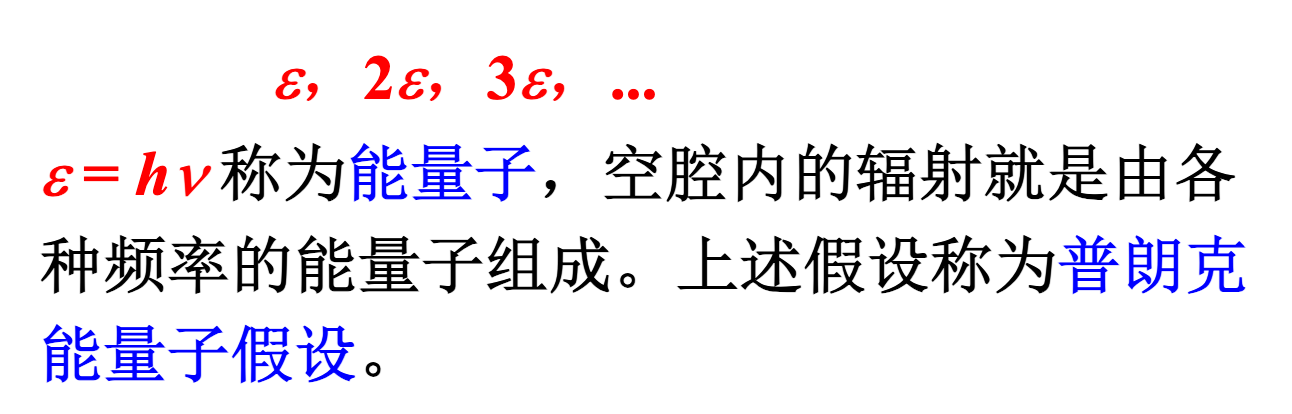 ε，2ε，3ε，...
ε = hν 称为能量子，空腔内的辐射就是由各
种频率的能量子组成。上述假设称为普朗克
能量子假设。